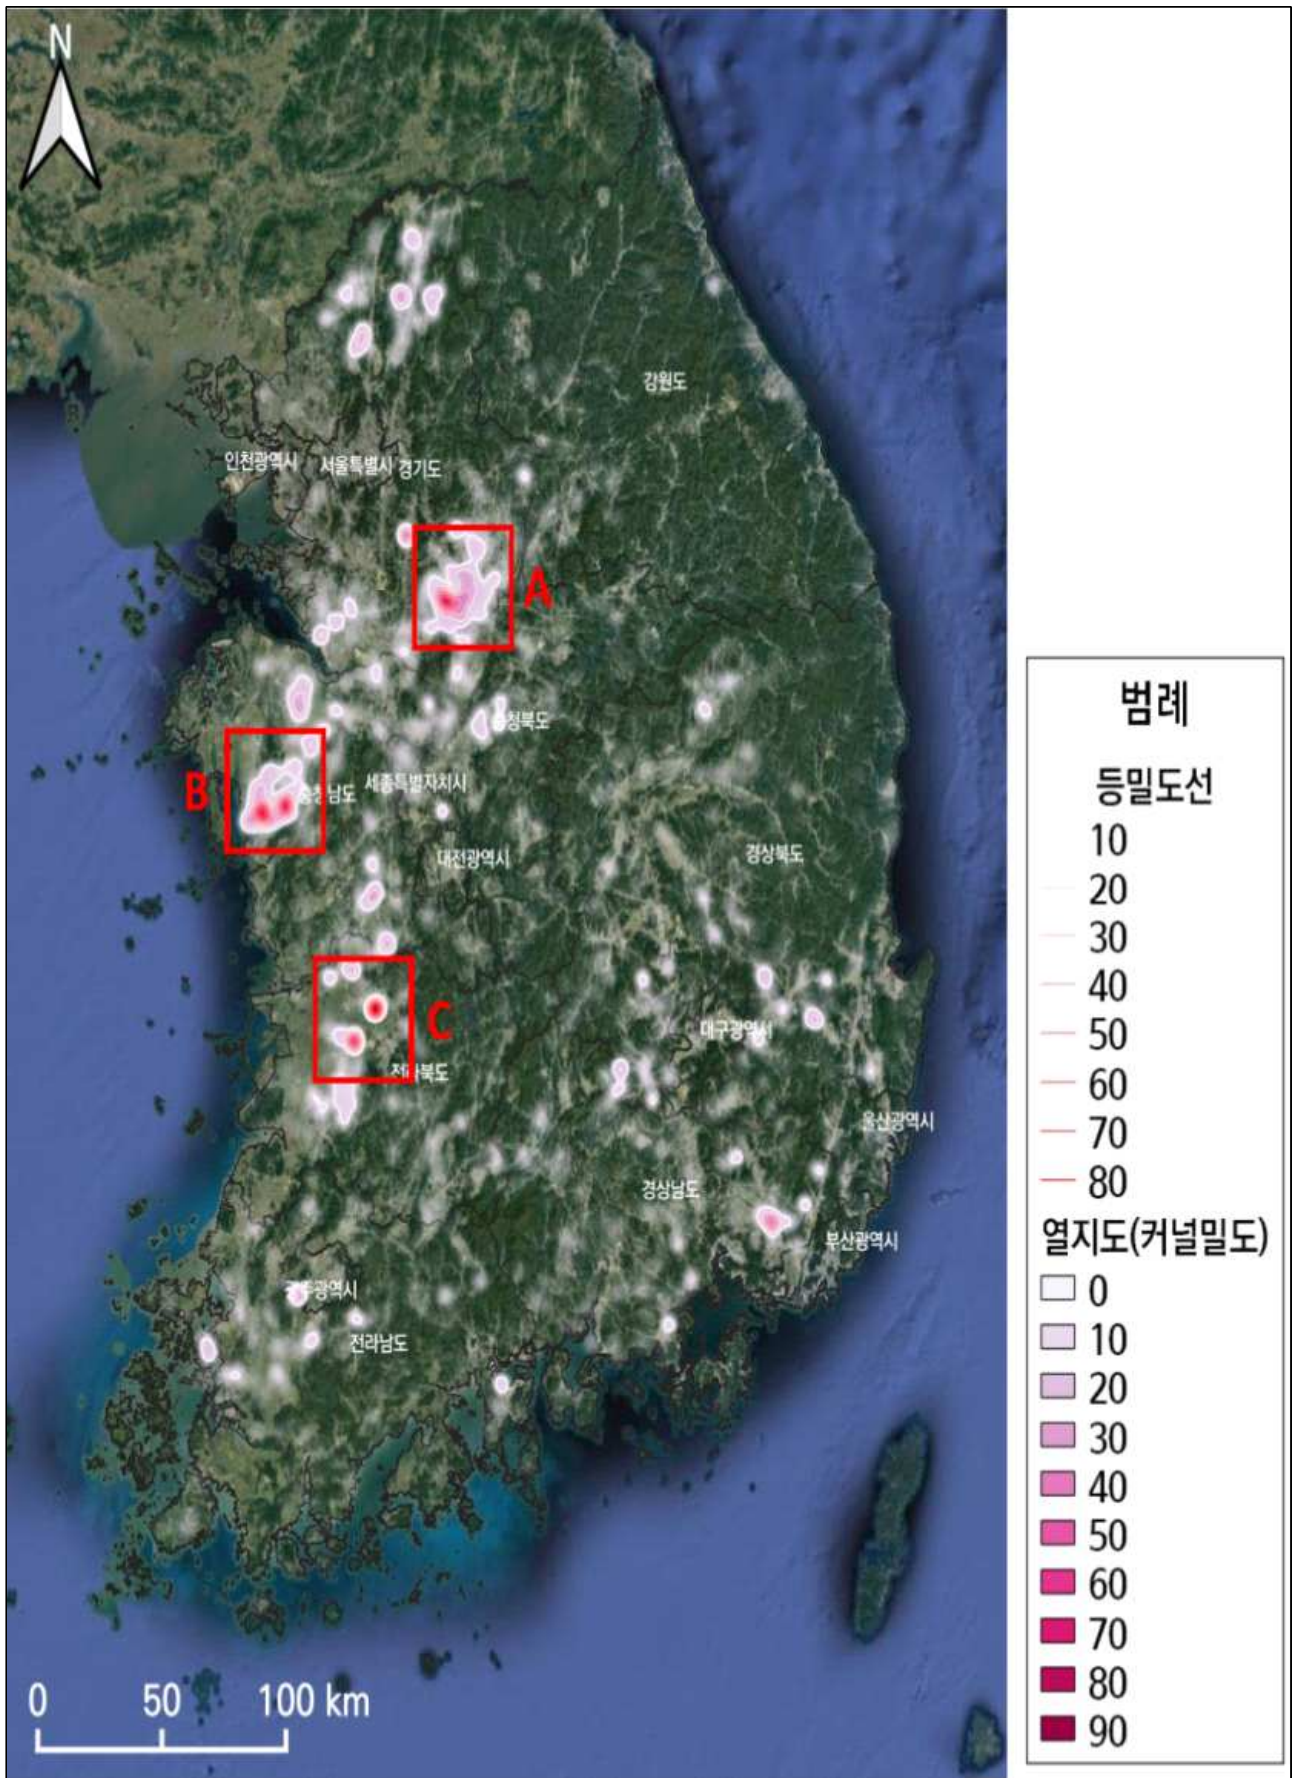 N
강원도
인천광역시 서울특별시 경기도
A
충청북도
B
세종특별자치시
충청남도
대전광역시
경상북도
C
대구광역시
전라북도
울산광역시
경상남도
부산광역시
광주광역시
전라남도
0 50 100 km
범례
등밀도선
10
20
30
40
50
60
70
80
열지도(커널밀도)
0
10
20
30
40
50
60
70
80
90